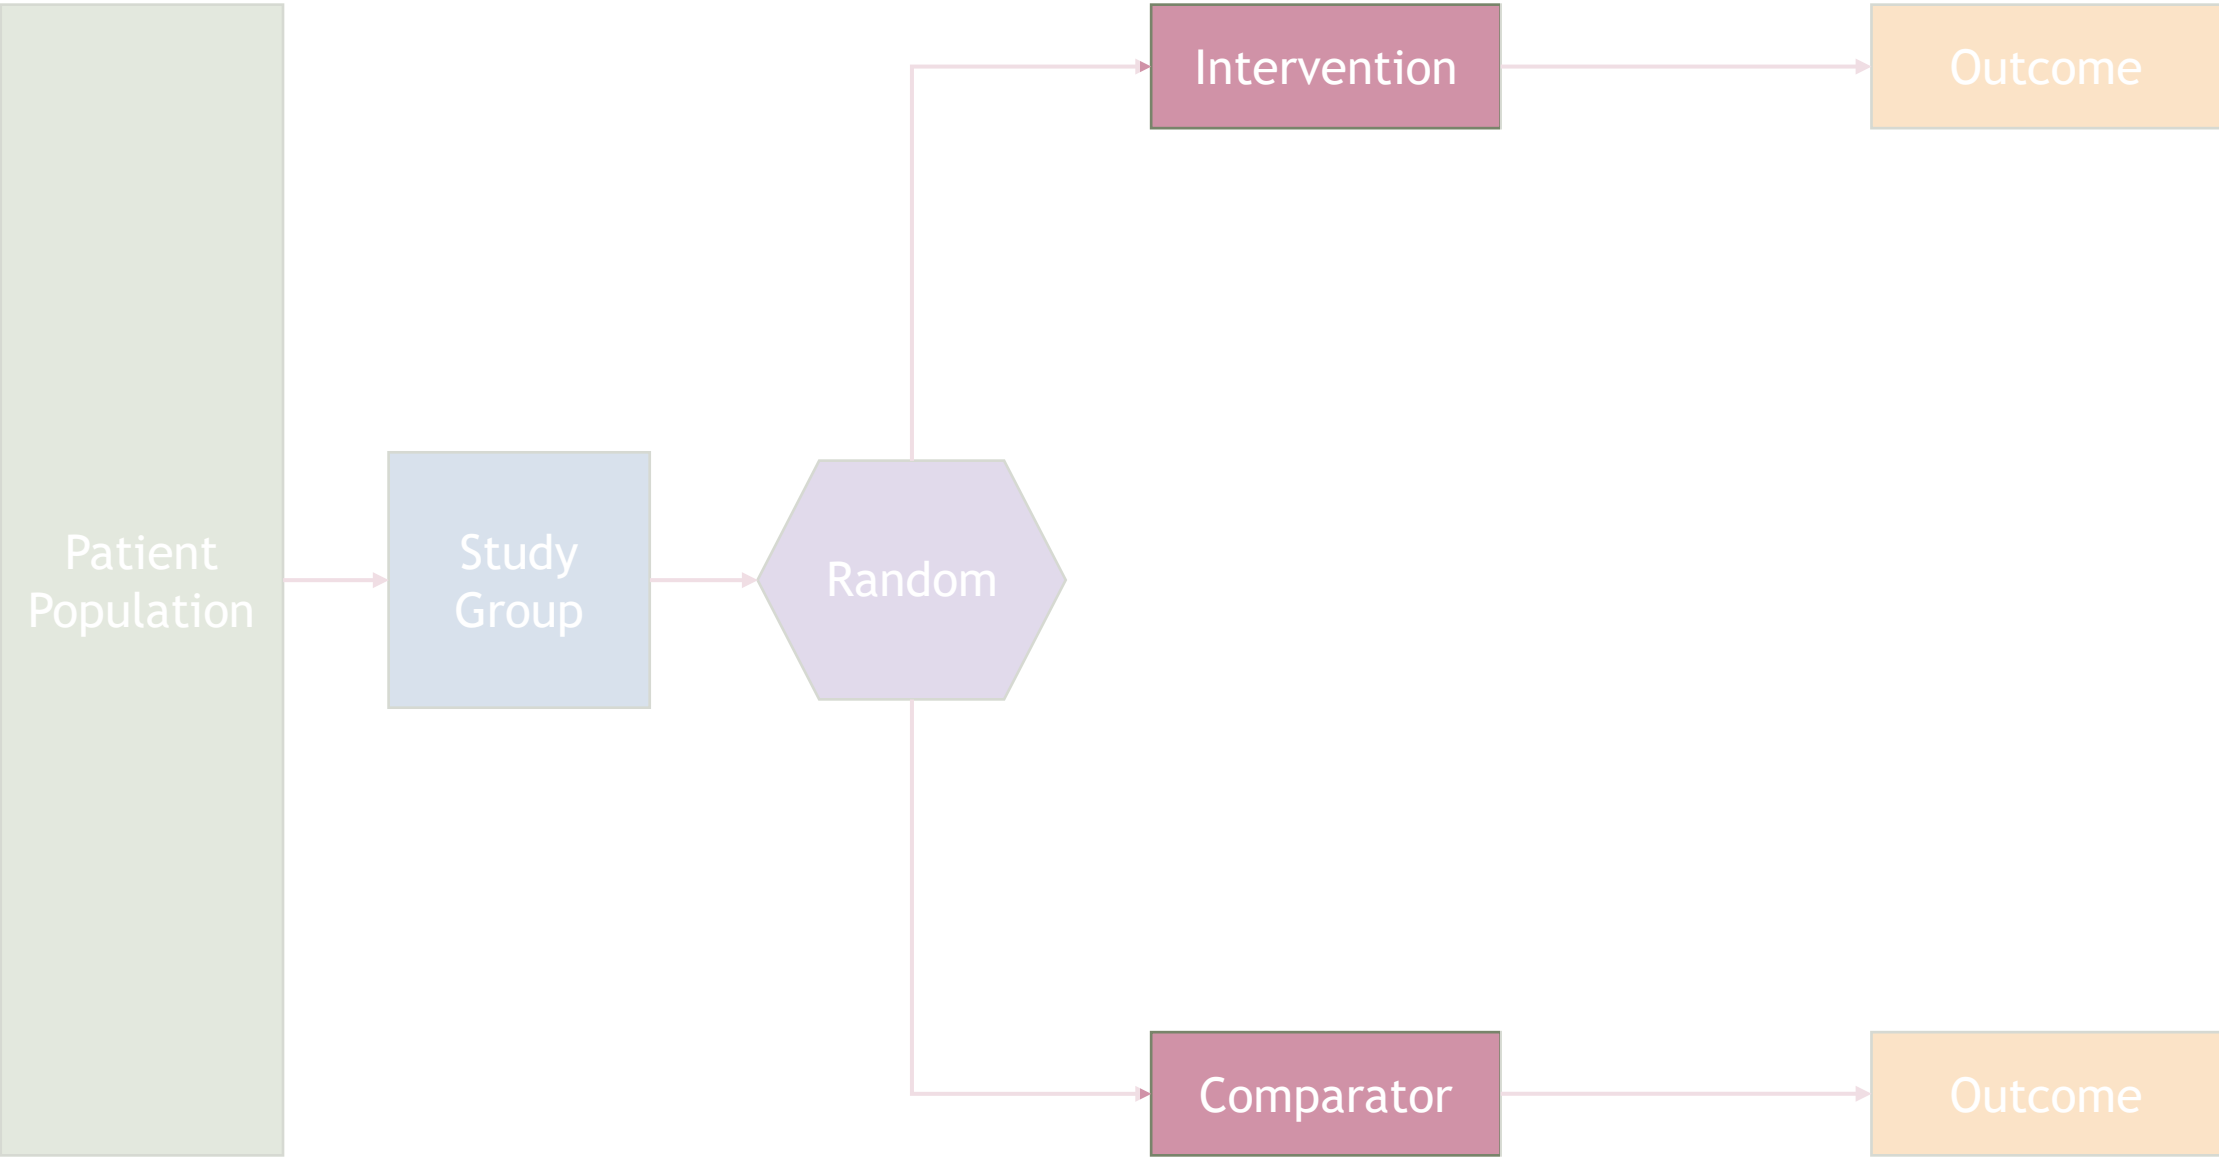 Patient
Population
Study
Group
Random
Intervention
Outcome
Comparator
Outcome